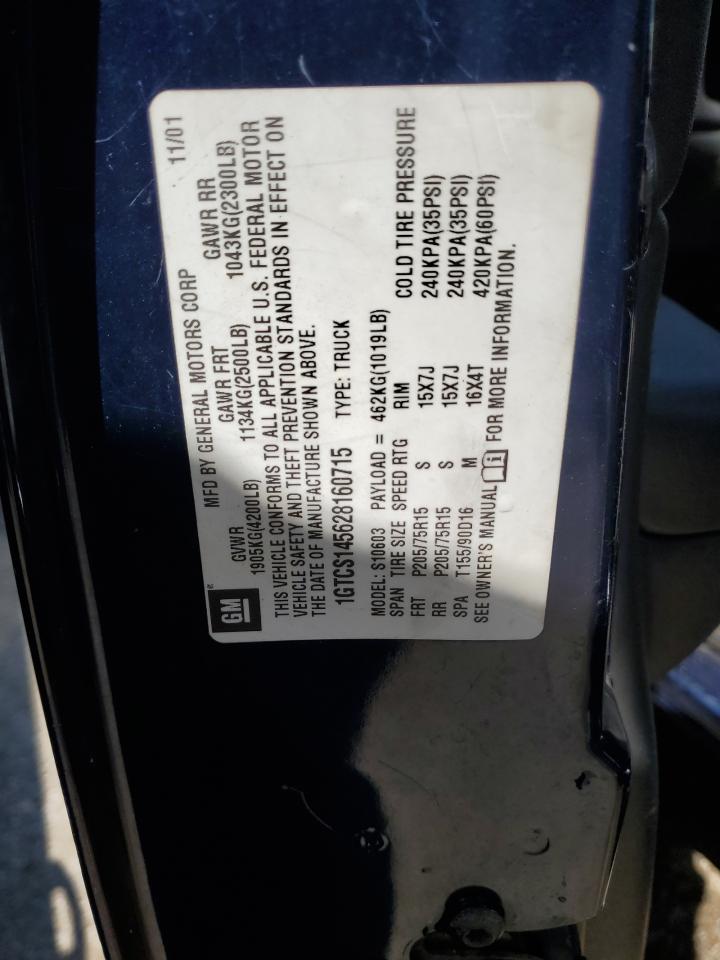 MFD BY GENERAL MOTORS CORP 11/01
GM
GVWR GAWR FRT GAWR RR
1905KG(4200LB) 1134KG(2500LB) 1043KG(2300LB)
THIS VEHICLE CONFORMS TO ALL APPLICABLE U.S. FEDERAL MOTOR
VEHICLE SAFETY AND THEFT PREVENTION STANDARDS IN EFFECT ON
THE DATE OF MANUFACTURE SHOWN ABOVE.
1GTCS145628160715 TYPE: TRUCK
MODEL: S10603 PAYLOAD = 462KG(1019LB)
SPAN TIRE SIZE SPEED RTG RIM COLD TIRE PRESSURE
FRT P205/75R15 S 15X7J 240KPA(35PSI)
RR P205/75R15 S 15X7J 240KPA(35PSI)
SPA T155/90D16 M 16X4T 420KPA(60PSI)
SEE OWNER'S MANUAL FOR MORE INFORMATION.